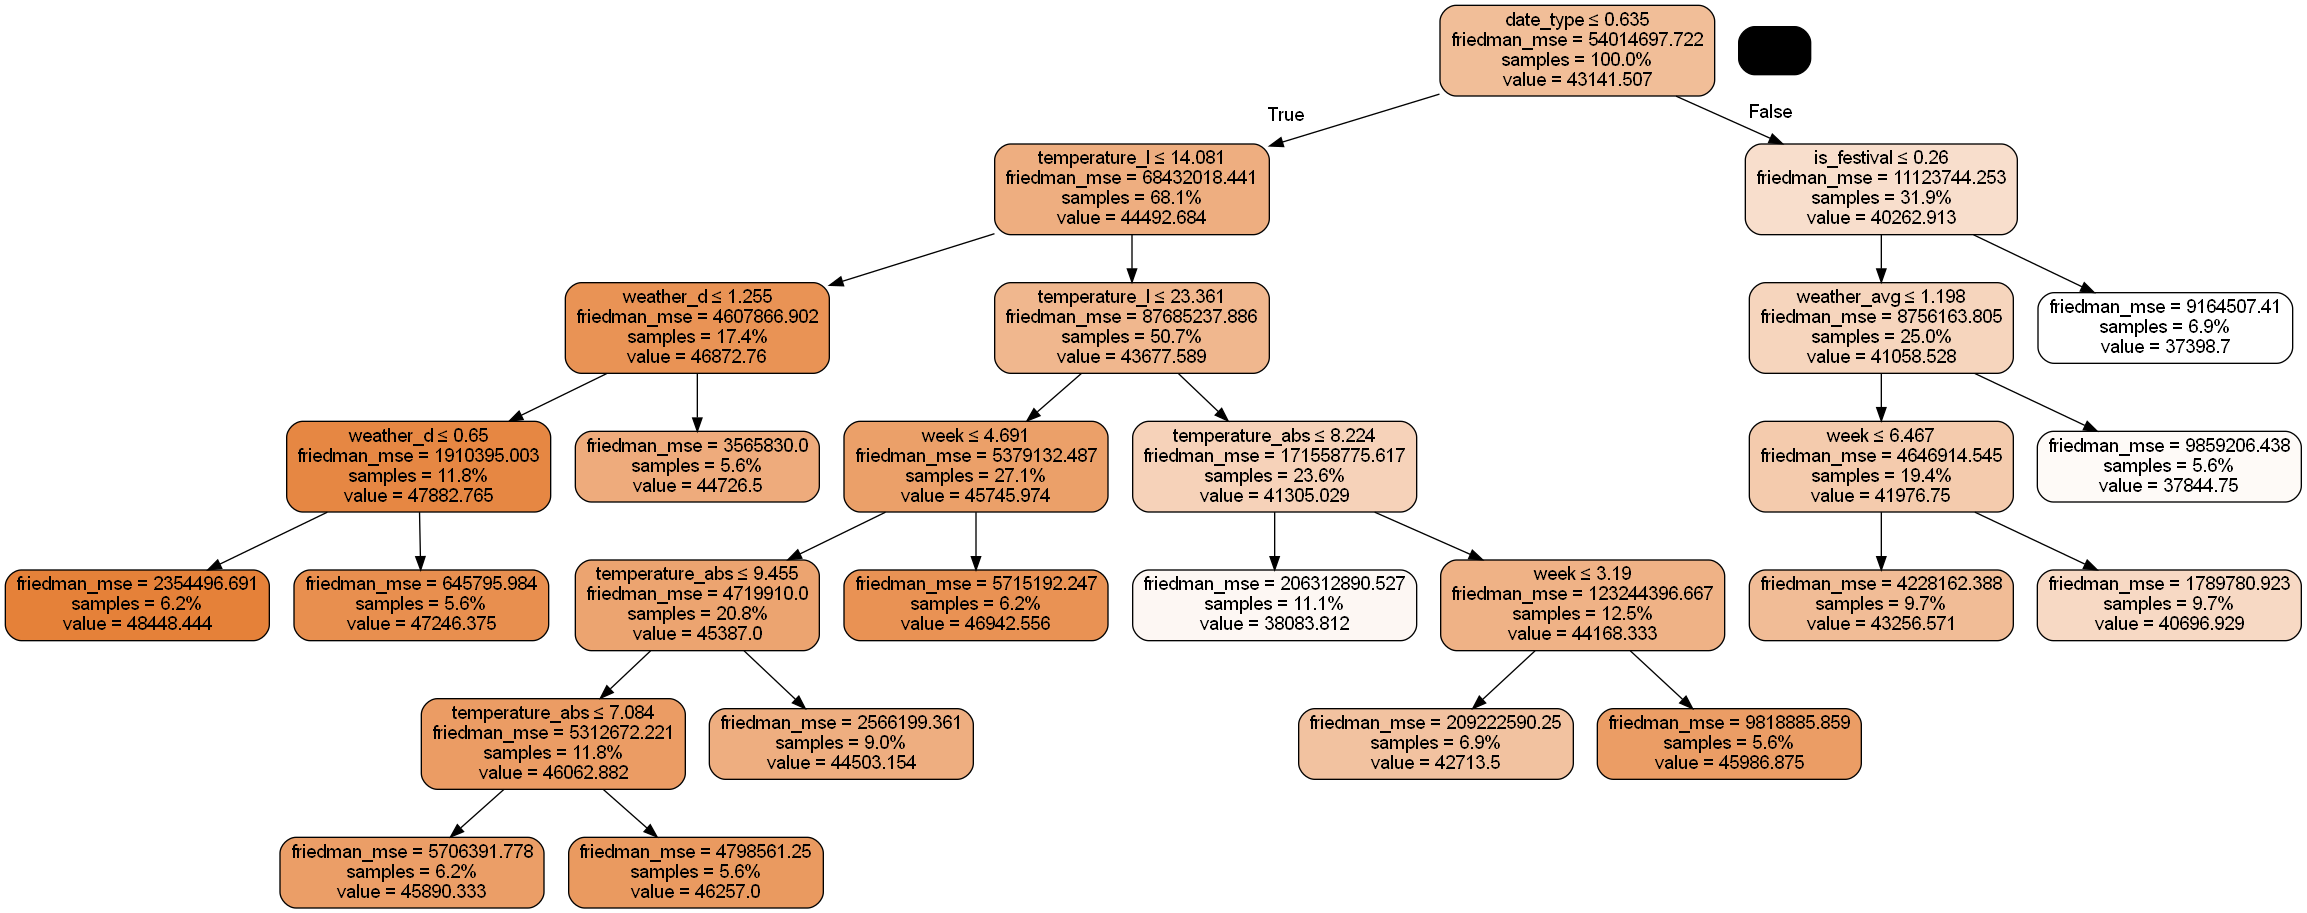 date_type ≤ 0.635
friedman_mse = 54014697.722
samples = 100.0%
value = 43141.507
True
False
temperature_l ≤ 14.081
friedman_mse = 68432018.441
samples = 68.1%
value = 44492.684
is_festival ≤ 0.26
friedman_mse = 11123744.253
samples = 31.9%
value = 40262.913
weather_d ≤ 1.255
friedman_mse = 4607866.902
samples = 17.4%
value = 46872.76
temperature_l ≤ 23.361
friedman_mse = 87685237.886
samples = 50.7%
value = 43677.589
weather_avg ≤ 1.198
friedman_mse = 8756163.805
samples = 25.0%
value = 41058.528
friedman_mse = 9164507.41
samples = 6.9%
value = 37398.7
weather_d ≤ 0.65
friedman_mse = 1910395.003
samples = 11.8%
value = 47882.765
friedman_mse = 3565830.0
samples = 5.6%
value = 44726.5
week ≤ 4.691
friedman_mse = 5379132.487
samples = 27.1%
value = 45745.974
temperature_abs ≤ 8.224
friedman_mse = 171558775.617
samples = 23.6%
value = 41305.029
week ≤ 6.467
friedman_mse = 4646914.545
samples = 19.4%
value = 41976.75
friedman_mse = 9859206.438
samples = 5.6%
value = 37844.75
friedman_mse = 2354496.691
samples = 6.2%
value = 48448.444
friedman_mse = 645795.984
samples = 5.6%
value = 47246.375
temperature_abs ≤ 9.455
friedman_mse = 4719910.0
samples = 20.8%
value = 45387.0
friedman_mse = 5715192.247
samples = 6.2%
value = 46942.556
friedman_mse = 206312890.527
samples = 11.1%
value = 38083.812
week ≤ 3.19
friedman_mse = 123244396.667
samples = 12.5%
value = 44168.333
friedman_mse = 4228162.388
samples = 9.7%
value = 43256.571
friedman_mse = 1789780.923
samples = 9.7%
value = 40696.929
temperature_abs ≤ 7.084
friedman_mse = 5312672.221
samples = 11.8%
value = 46062.882
friedman_mse = 2566199.361
samples = 9.0%
value = 44503.154
friedman_mse = 209222590.25
samples = 6.9%
value = 42713.5
friedman_mse = 9818885.859
samples = 5.6%
value = 45986.875
friedman_mse = 5706391.778
samples = 6.2%
value = 45890.333
friedman_mse = 4798561.25
samples = 5.6%
value = 46257.0